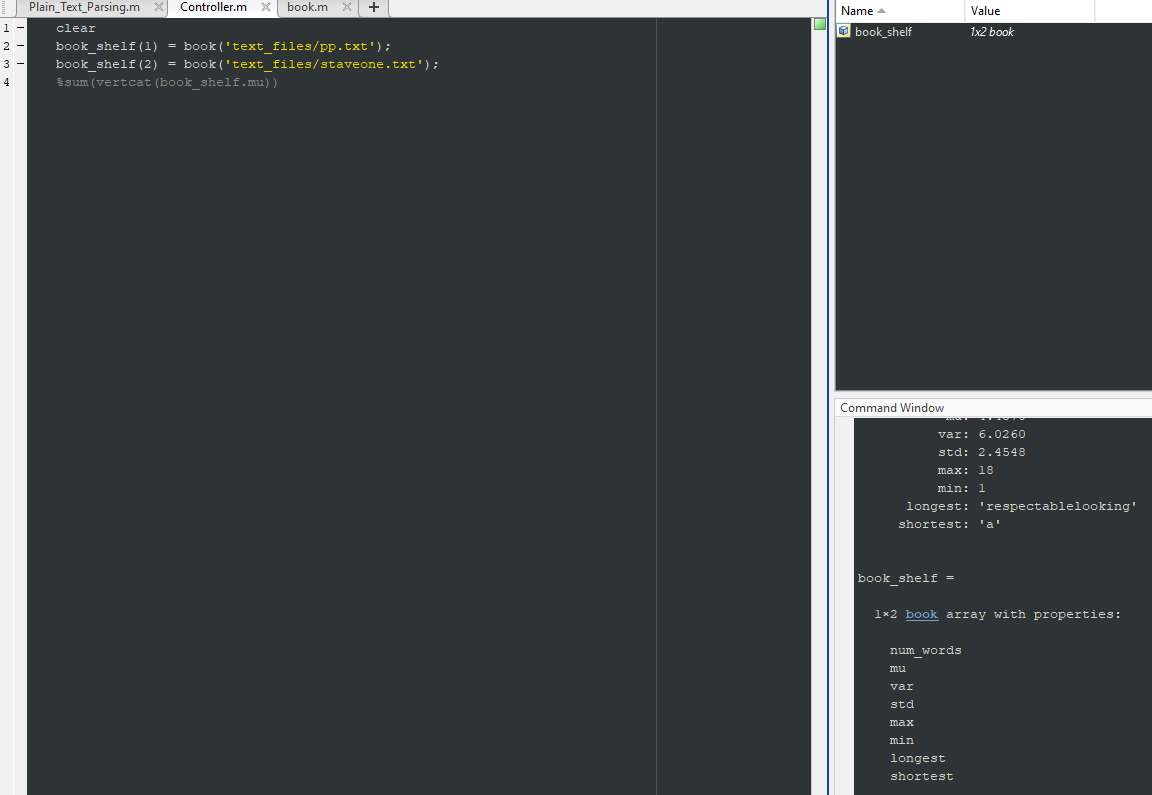 Plain_Text_Parsing.m
Controller.m
book.m
1 clear
2 book_shelf(1) = book('text_files/pp.txt');
3 book_shelf(2) = book('text_files/staveone.txt');
4 %sum(vertcat(book_shelf.mu))
Name Value
book_shelf 1x2 book
Command Window
var: 6.0260
std: 2.4548
max: 18
min: 1
longest: 'respectablelooking'
shortest: 'a'
book_shelf =
1×2 book array with properties:
num_words
mu
var
std
max
min
longest
shortest